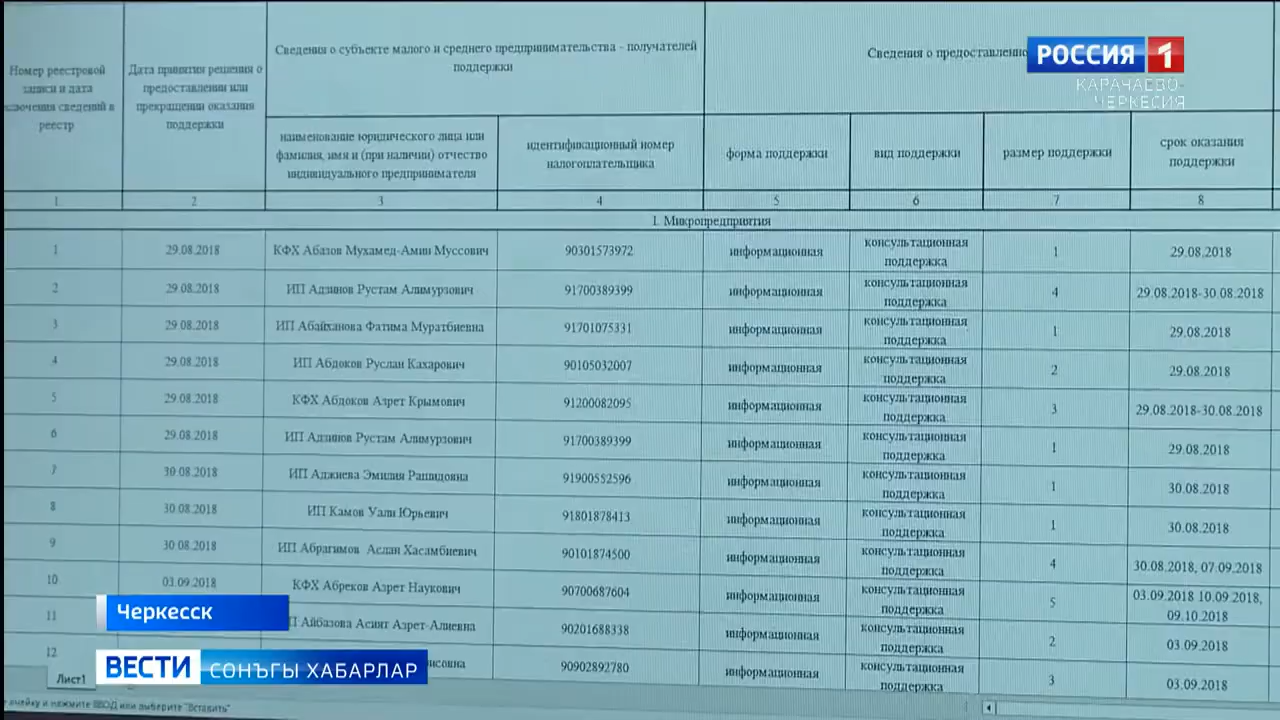 Номер реестровой
записи и дата
включения сведений в
реестр
Дата принятия решения о
предоставлении или
прекращении оказания
поддержки
Сведения о субъекте малого и среднего предпринимательства - получателей
поддержки
Сведения о предоставленно
РОССИЯ 1
КАРАЧАЕВО-
ЧЕРКЕСИЯ
наименование юридического лица или
фамилия, имя и (при наличии) отчество
индивидуального предпринимателя
идентификационный номер
налогоплательщика
форма поддержки
вид поддержки
размер поддержки
срок оказания
поддержки
1 2 3 4 5 6 7 8
I. Микропредприятия
1 29.08.2018 КФХ Абазов Мухамед-Амин Муссович 90301573972 информационная консультационная поддержка 1 29.08.2018
2 29.08.2018 ИП Адзинов Рустам Алимурзович 91700389399 информационная консультационная поддержка 4 29.08.2018-30.08.2018
3 29.08.2018 ИП Абайханова Фатима Муратбиевна 91701075331 информационная консультационная поддержка 1 29.08.2018
4 29.08.2018 ИП Абдоков Руслан Кахарович 90105032007 информационная консультационная поддержка 2 29.08.2018
5 29.08.2018 КФХ Абдоков Азрет Крымович 91200082095 информационная консультационная поддержка 3 29.08.2018-30.08.2018
6 29.08.2018 ИП Адзинов Рустам Алимурзович 91700389399 информационная консультационная поддержка 1 29.08.2018
7 30.08.2018 ИП Аджиева Эмилия Рашидовна 91900552596 информационная консультационная поддержка 1 30.08.2018
8 30.08.2018 ИП Камов Уали Юрьевич 91801878413 информационная консультационная поддержка 1 30.08.2018
9 30.08.2018 ИП Абрагимов Аслан Хасамбиевич 90101874500 информационная консультационная поддержка 4 30.08.2018, 07.09.2018
10 03.09.2018 КФХ Абреков Азрет Наукович 90700687604 информационная консультационная поддержка 5 03.09.2018 10.09.2018, 09.10.2018
11 П Айбазова Асият Азрет-Алиевна 90201688338 информационная консультационная поддержка 2 03.09.2018
12 исовна 90902892780 информационная консультационная поддержка 3 03.09.2018
Черкесск
ВЕСТИ СОНЪГЫ ХАБАРЛАР
Лист1
ячейку и нажмите ВВОД или выберите "Вставить"